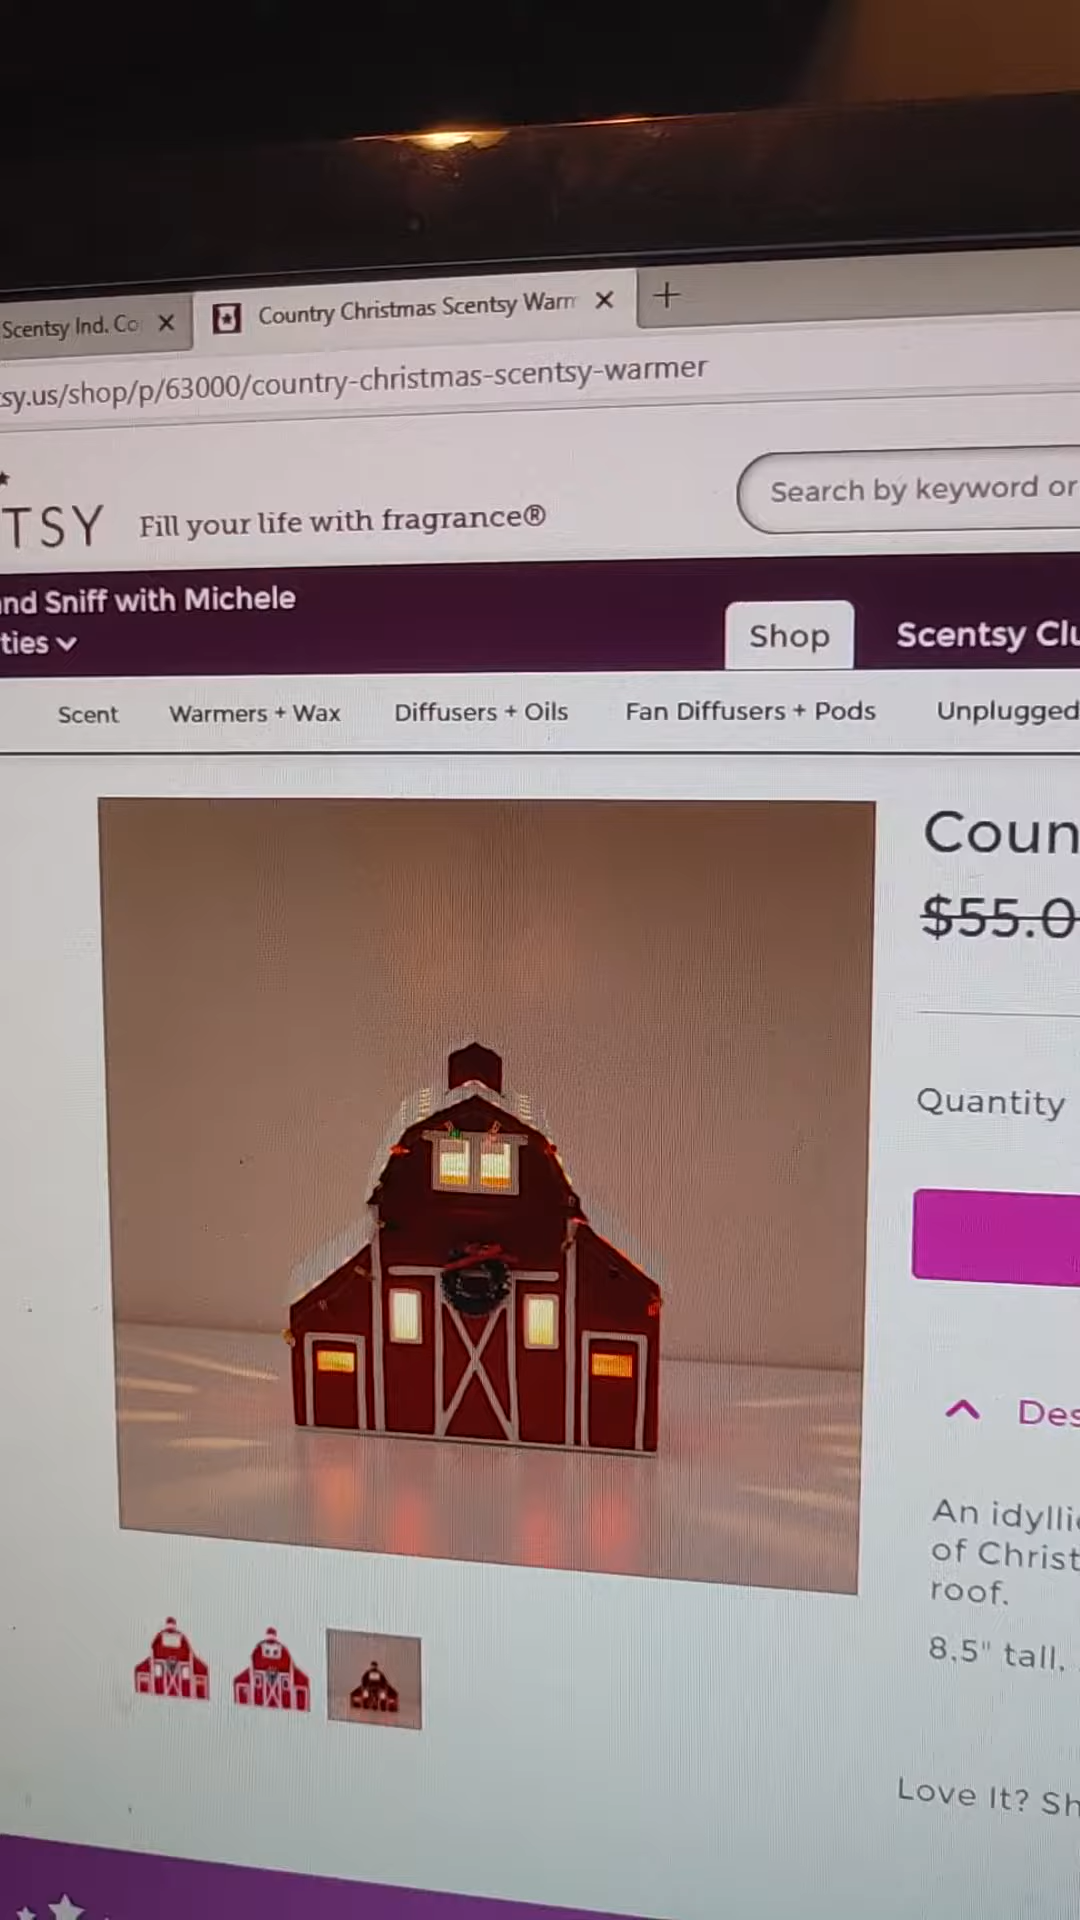 Scentsy Ind. Co
Country Christmas Scentsy Warm
sy.us/shop/p/63000/country-christmas-scentsy-warmer
TSY
Fill your life with fragrance®
Search by keyword or
nd Sniff with Michele
ties
Shop
Scentsy Clu
Scent
Warmers + Wax
Diffusers + Oils
Fan Diffusers + Pods
Unplugged
Coun
$55.0
Quantity
Des
An idylli
of Christ
roof.
8.5" tall,
Love It? Sh